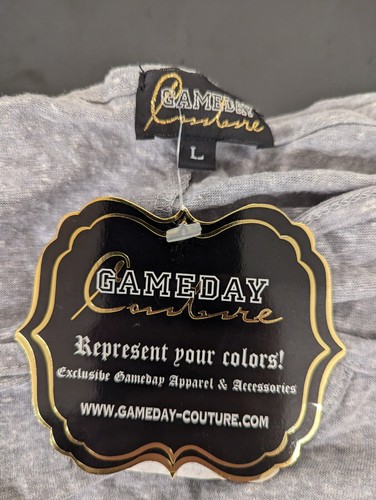 GAMEDAY
Couture
L
GAMEDAY
Couture
Represent your colors!
Exclusive Gameday Apparel & Accessories
WWW.GAMEDAY-COUTURE.COM